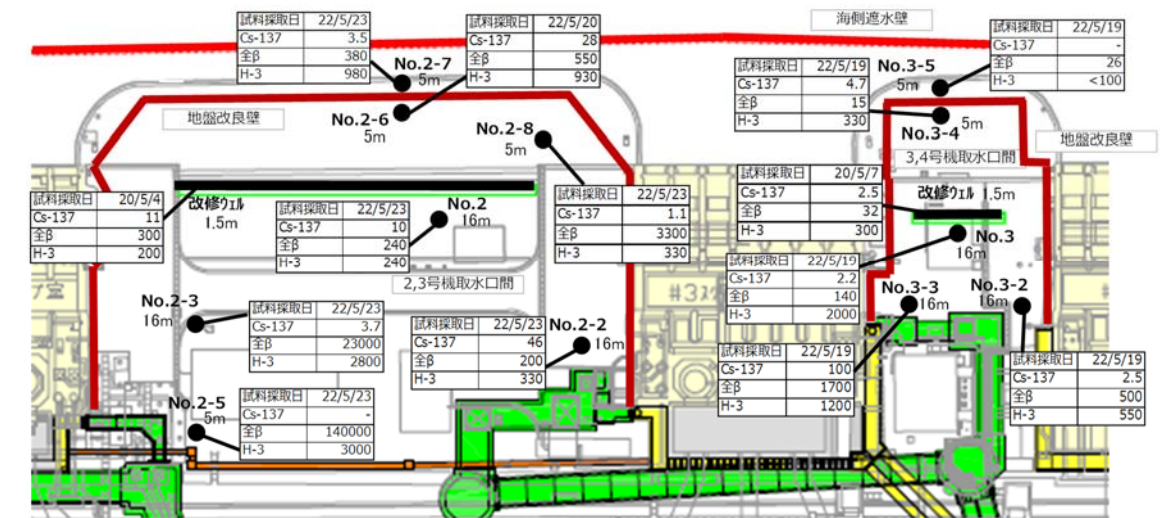 海側遮水壁
試料採取日 22/5/23
Cs-137 3.5
全β 380
H-3 980
No.2-7
5m
試料採取日 22/5/20
Cs-137 28
全β 550
H-3 930
No.2-6
5m
地盤改良壁
No.2-8
5m
試料採取日 22/5/19
Cs-137 4.7
全β 15
H-3 330
No.3-5
5m
試料採取日 22/5/19
Cs-137 -
全β 26
H-3 <100
No.3-4
5m
地盤改良壁
3,4号機取水口間
試料採取日 20/5/4
Cs-137 11
全β 300
H-3 200
改修ウェル
1.5m
試料採取日 22/5/23
Cs-137 10
全β 240
H-3 240
No.2
16m
試料採取日 22/5/23
Cs-137 1.1
全β 3300
H-3 330
試料採取日 20/5/7
Cs-137 2.5
全β 32
H-3 300
改修ウェル 1.5m
No.3
16m
2,3号機取水口間
試料採取日 22/5/19
Cs-137 2.2
全β 140
H-3 2000
No.2-3
16m
試料採取日 22/5/23
Cs-137 3.7
全β 23000
H-3 2800
試料採取日 22/5/23
Cs-137 46
全β 200
H-3 330
No.2-2
16m
No.3-3
16m
No.3-2
16m
試料採取日 22/5/19
Cs-137 100
全β 1700
H-3 1200
試料採取日 22/5/19
Cs-137 2.5
全β 500
H-3 550
No.2-5
5m
試料採取日 22/5/23
Cs-137 -
全β 140000
H-3 3000